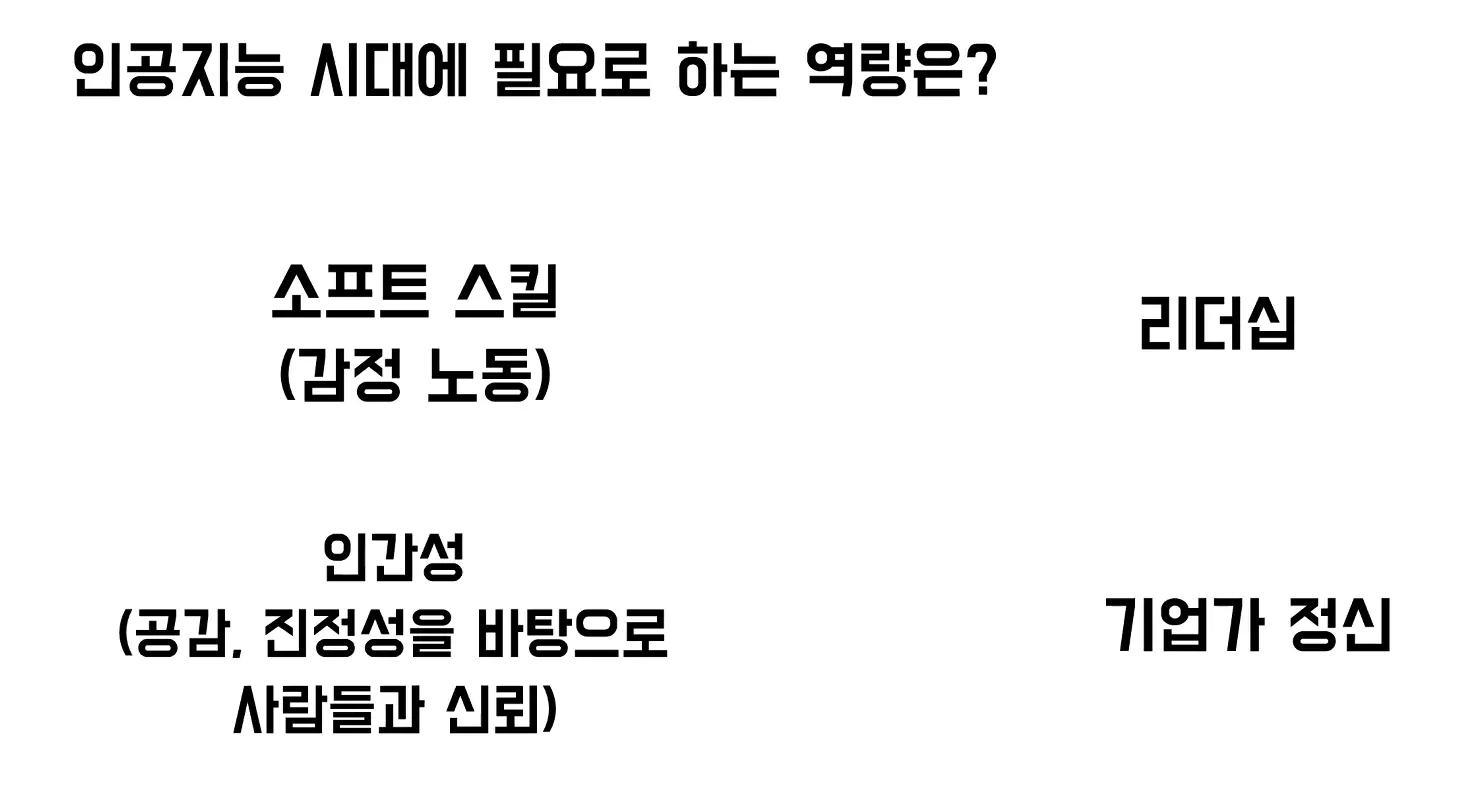 인공지능 시대에 필요로 하는 역량은?
소프트 스킬
(감정 노동)
리더십
인간성
(공감, 진정성을 바탕으로
사람들과 신뢰)
기업가 정신